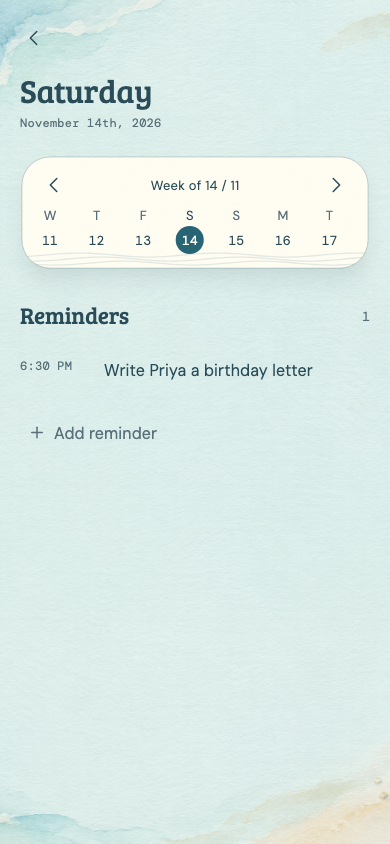 Saturday
November 14th, 2026
Week of 14 / 11
W T F S S M T
11 12 13 14 15 16 17
Reminders 1
6:30 PM Write Priya a birthday letter
+ Add reminder